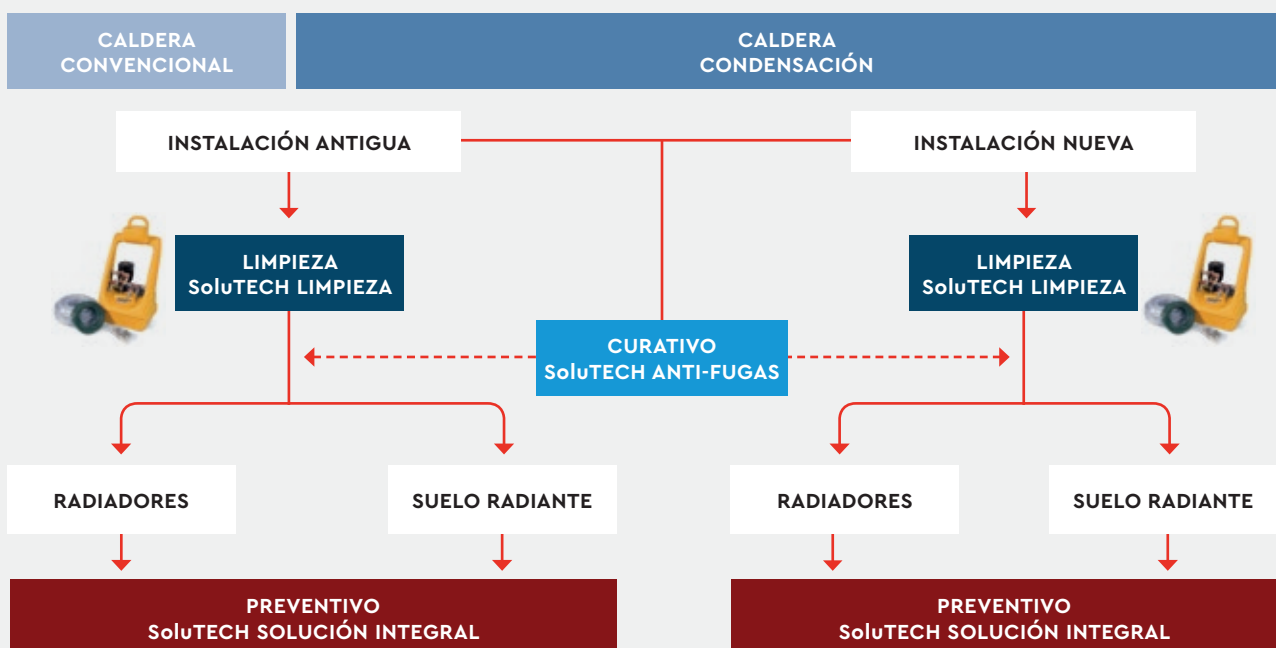 CALDERA
CONVENCIONAL
CALDERA
CONDENSACIÓN
INSTALACIÓN ANTIGUA
INSTALACIÓN NUEVA
LIMPIEZA
SoluTECH LIMPIEZA
LIMPIEZA
SoluTECH LIMPIEZA
CURATIVO
SoluTECH ANTI-FUGAS
RADIADORES
SUELO RADIANTE
RADIADORES
SUELO RADIANTE
PREVENTIVO
SoluTECH SOLUCIÓN INTEGRAL
PREVENTIVO
SoluTECH SOLUCIÓN INTEGRAL